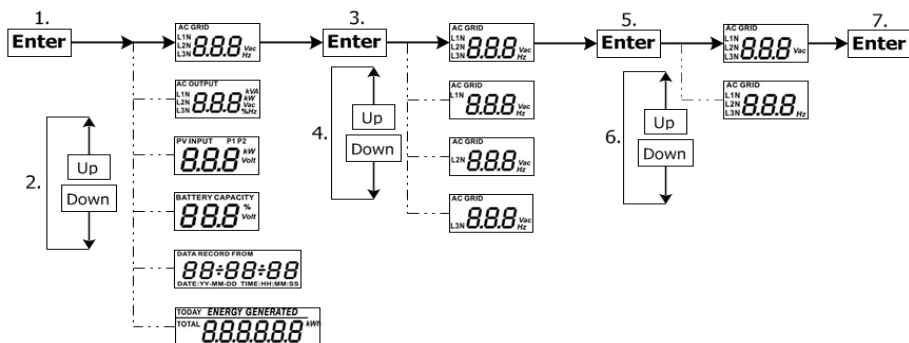 1.
Enter
AC GRID
L1N
L2N
L3N
8.8.8 Vac
Hz
AC OUTPUT
L1N
L2N
L3N
8.8.8 kVA
kW
Vac
%Hz
PV INPUT P1 P2
8.8.8 kW
Volt
BATTERY CAPACITY
88.8 %
Volt
DATA RECORD FROM
88÷88÷88
DATE:YY-MM-DD TIME:HH:MM:SS
TODAY ENERGY GENERATED
TOTAL 8.8.8.8.8.8 kWh
2.
Up
Down
3.
Enter
AC GRID
L1N
L2N
L3N
8.8.8 Vac
Hz
AC GRID
L1N
8.8.8 Vac
Hz
AC GRID
L2N
8.8.8 Vac
Hz
AC GRID
L3N
8.8.8 Vac
Hz
4.
Up
Down
5.
Enter
AC GRID
L1N
L2N
L3N
8.8.8 Vac
AC GRID
L1N
L2N
L3N
8.8.8 Hz
6.
Up
Down
7.
Enter